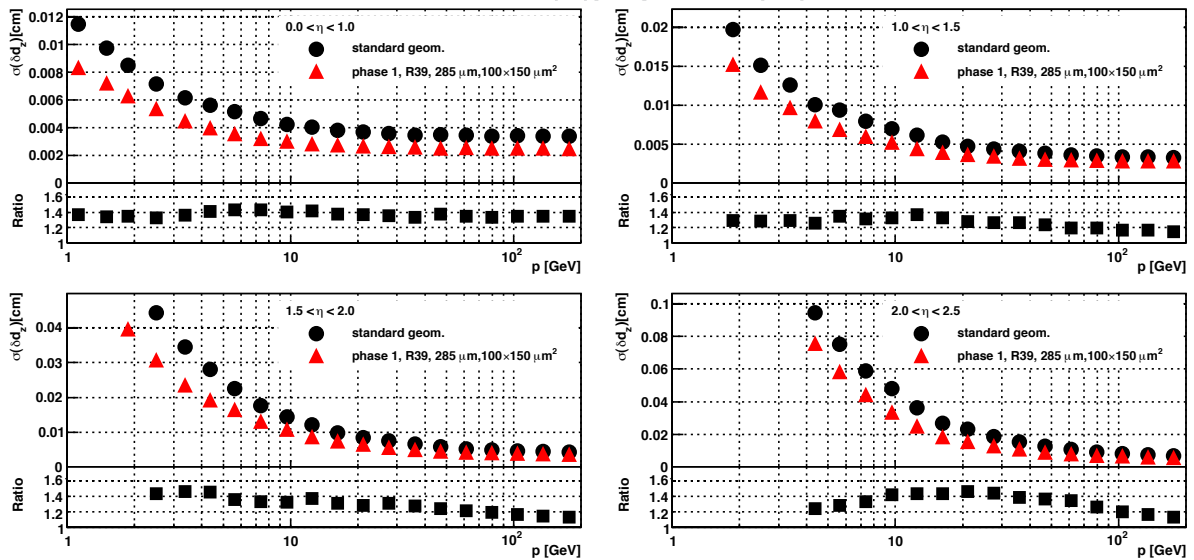 0.0 < η < 1.0
standard geom.
phase 1, R39, 285 μm,100×150 μm²
σ(δd_z)[cm]
0.012
0.01
0.008
0.006
0.004
0.002
0
Ratio
1.6
1.4
1.2
1
1
10
10²
p [GeV]
1.0 < η < 1.5
standard geom.
phase 1, R39, 285 μm,100×150 μm²
σ(δd_z)[cm]
0.02
0.015
0.01
0.005
0
Ratio
1.6
1.4
1.2
1
1
10
10²
p [GeV]
1.5 < η < 2.0
standard geom.
phase 1, R39, 285 μm,100×150 μm²
σ(δd_z)[cm]
0.04
0.03
0.02
0.01
0
Ratio
1.6
1.4
1.2
1
1
10
10²
p [GeV]
2.0 < η < 2.5
standard geom.
phase 1, R39, 285 μm,100×150 μm²
σ(δd_z)[cm]
0.1
0.08
0.06
0.04
0.02
0
Ratio
1.6
1.4
1.2
1
1
10
10²
p [GeV]